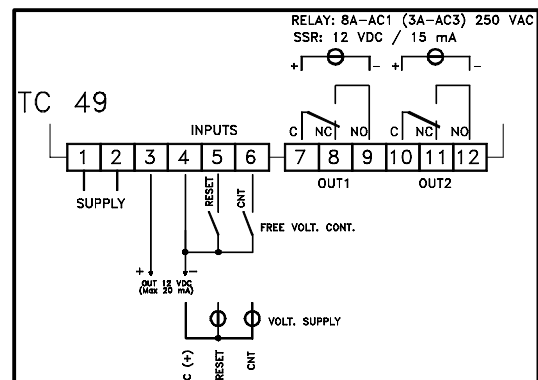 RELAY: 8A-AC1 (3A-AC3) 250 VAC
SSR: 12 VDC / 15 mA
+ - + -
TC 49
INPUTS
C NC NO C NC NO
1 2 3 4 5 6 7 8 9 10 11 12
SUPPLY
OUT1 OUT2
RESET
CNT
FREE VOLT. CONT.
+ -
OUT 12 VDC
(Max 20 mA)
VOLT. SUPPLY
C (+)
RESET
CNT